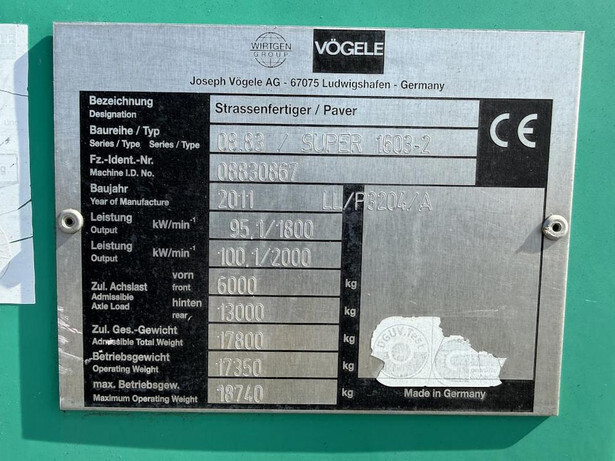 WIRTGEN
GROUP
VÖGELE
Joseph Vögele AG - 67075 Ludwigshafen - Germany
Bezeichnung
Designation
Strassenfertiger / Paver
CE
Baureihe / Typ
Series / Type Series / Type
08.83 / SUPER 1603-2
Fz.-Ident.-Nr.
Machine I.D. No.
08830867
Baujahr
Year of Manufacture
2011 LL/P3204/A
Leistung
Output
kW/min⁻¹
95,1/1800
Leistung
Output
kW/min⁻¹
100,1/2000
Zul. Achslast
Admissible
Axle Load
vorn
front
6000 kg
hinten
rear
13000 kg
Zul. Ges.-Gewicht
Admissible Total Weight
17800 kg
Betriebsgewicht
Operating Weight
17350 kg
max. Betriebsgew.
Maximum Operating Weight
18740 kg
DGUV Test
Made in Germany